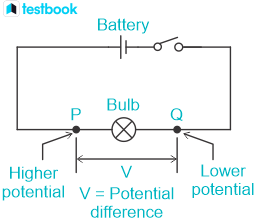 testbook
Battery
Bulb
P
Q
Higher
potential
V
Lower
potential
V = Potential
difference